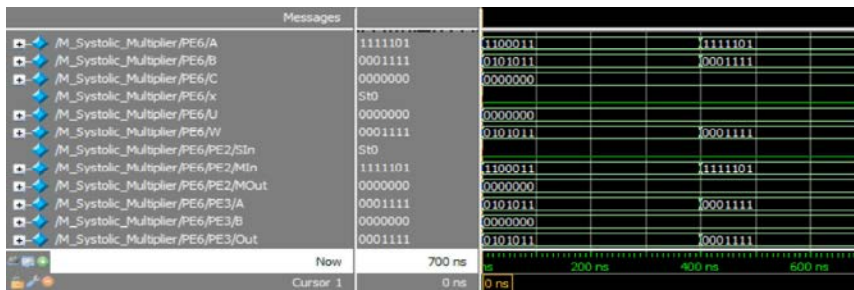 Messages
/M_Systolic_Multiplier/PE6/A 1111101 1100011 1111101
/M_Systolic_Multiplier/PE6/B 0001111 0101011 0001111
/M_Systolic_Multiplier/PE6/C 0000000 0000000
/M_Systolic_Multiplier/PE6/x St0
/M_Systolic_Multiplier/PE6/U 0000000 0000000
/M_Systolic_Multiplier/PE6/W 0001111 0101011 0001111
/M_Systolic_Multiplier/PE6/PE2/SIn St0
/M_Systolic_Multiplier/PE6/PE2/MIn 1111101 1100011 1111101
/M_Systolic_Multiplier/PE6/PE2/MOut 0000000 0000000
/M_Systolic_Multiplier/PE6/PE3/A 0001111 0101011 0001111
/M_Systolic_Multiplier/PE6/PE3/B 0000000 0000000
/M_Systolic_Multiplier/PE6/PE3/Out 0001111 0101011 0001111
Now 700 ns ns 200 ns 400 ns 600 ns
Cursor 1 0 ns 0 ns